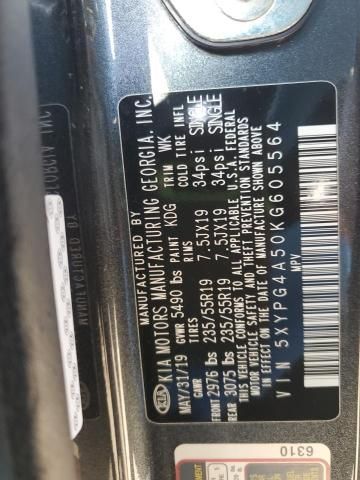 MANUFACTURED BY
KIA KIA MOTORS MANUFACTURING GEORGIA, INC.
MAY/31/19 GVWR 5490 lbs PAINT KDG TRIM WK
GAWR TIRES RIMS COLD TIRE INFL
FRONT 2976 lbs 235/55R19 7.5JX19 34psi SINGLE
REAR 3075 lbs 235/55R19 7.5JX19 34psi SINGLE
THIS VEHICLE CONFORMS TO ALL APPLICABLE U.S.A. FEDERAL
MOTOR VEHICLE SAFETY AND THEFT PREVENTION STANDARDS
IN EFFECT ON THE DATE OF MANUFACTURE SHOWN ABOVE
VIN 5XYPG4A50KG605564
MPV
6310
MANUFACTURED BY